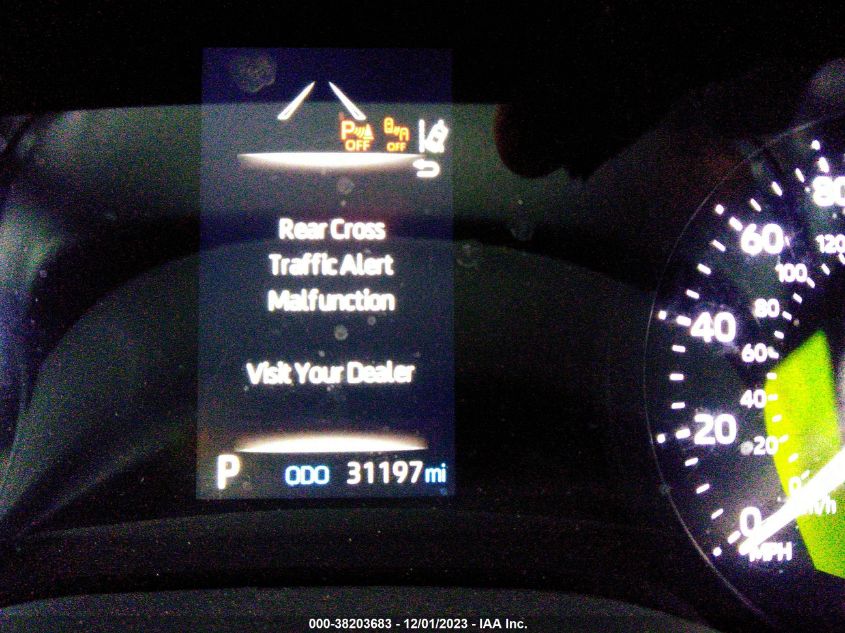 P OFF
OFF
Rear Cross
Traffic Alert
Malfunction
Visit Your Dealer
P ODO 31197 mi
80
60
120
100
40
80
60
20
40
20
0
0
MPH
000-38203683 - 12/01/2023 - IAA Inc.